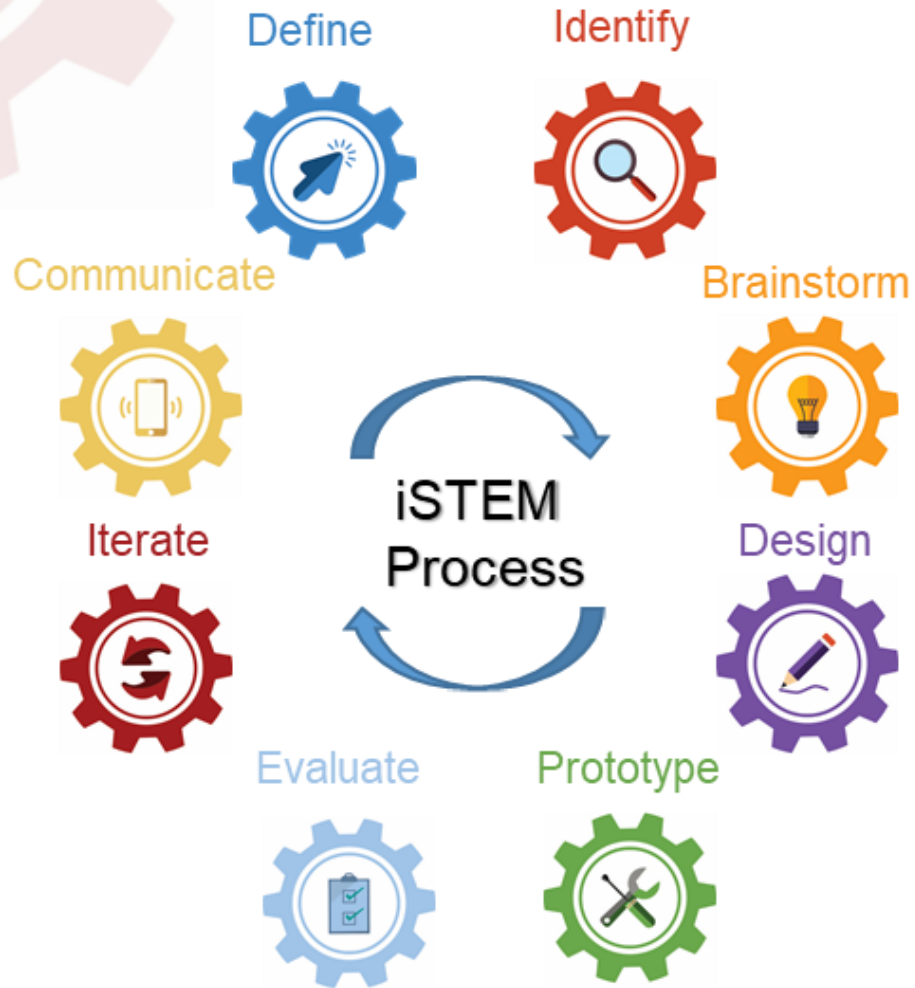 Define
Identify
Communicate
Brainstorm
iSTEM
Process
Iterate
Design
Evaluate
Prototype